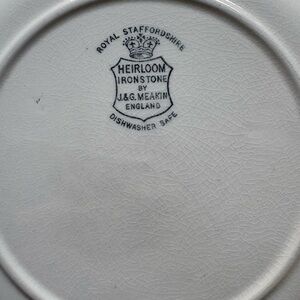 ROYAL STAFFORDSHIRE
HEIRLOOM
IRONSTONE
BY
J.&G. MEAKIN
ENGLAND
DISHWASHER SAFE